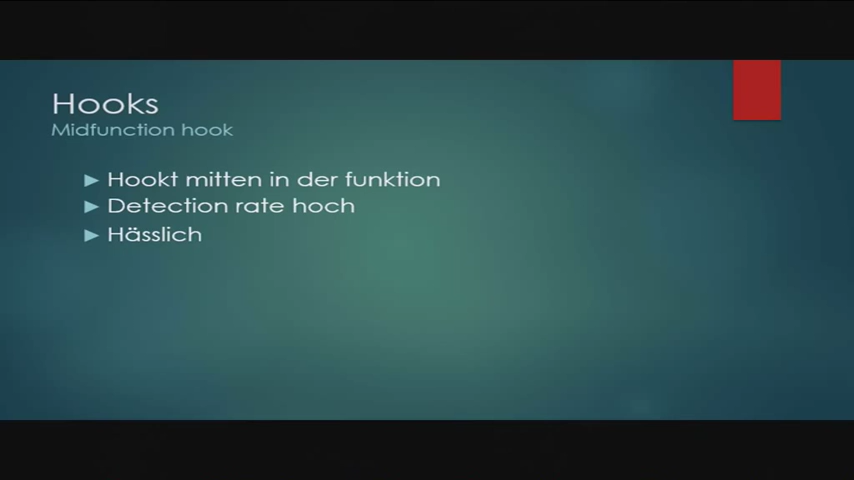 Hooks
Midfunction hook
Hookt mitten in der funktion
Detection rate hoch
Hässlich